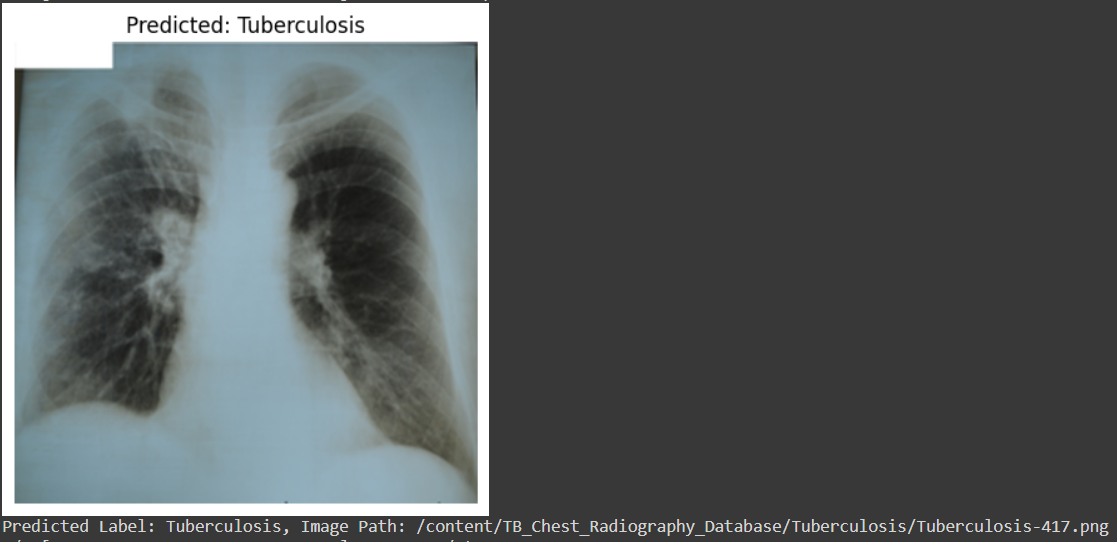 Predicted: Tuberculosis
Predicted Label: Tuberculosis, Image Path: /content/TB_Chest_Radiography_Database/Tuberculosis/Tuberculosis-417.png